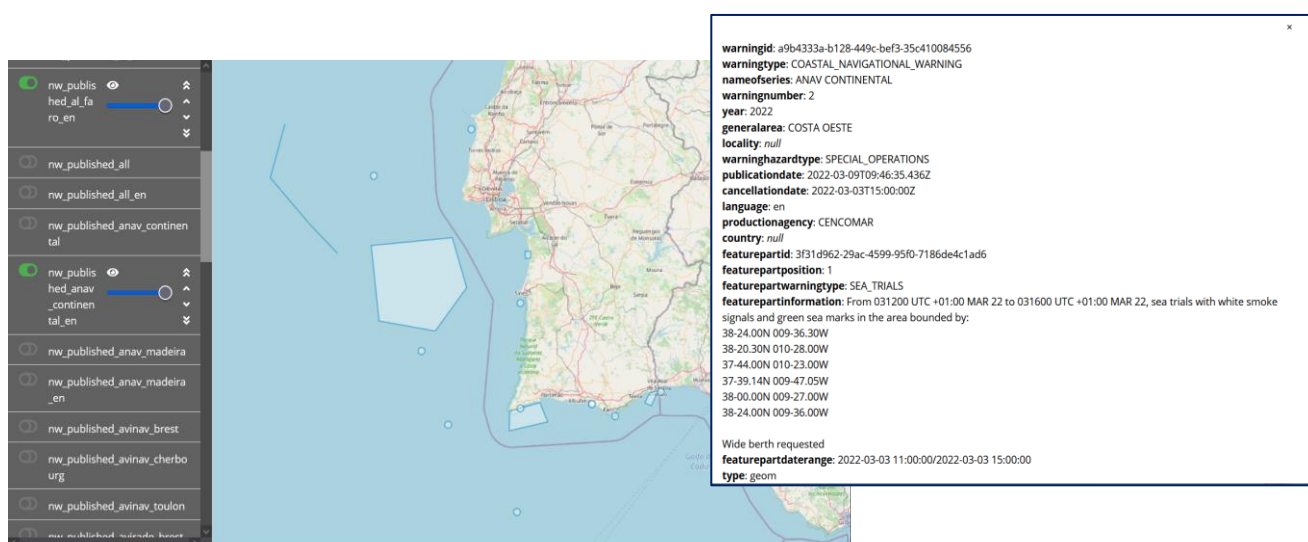 nw_publis
hed_al_fa
ro_en
nw_published_all
nw_published_all_en
nw_published_anav_continen
tal
nw_publis
hed_anav
_continen
tal_en
nw_published_anav_madeira
nw_published_anav_madeira
_en
nw_published_avinav_brest
nw_published_avinav_cherbo
urg
nw_published_avinav_toulon
nw_published_avirade_brest
Lisboa
Évora
Beja
Moura
Setúbal
Portalegre
Sines
×
warningid: a9b4333a-b128-449c-bef3-35c410084556
warningtype: COASTAL_NAVIGATIONAL_WARNING
nameofseries: ANAV CONTINENTAL
warningnumber: 2
year: 2022
generalarea: COSTA OESTE
locality: null
warninghazardtype: SPECIAL_OPERATIONS
publicationdate: 2022-03-09T09:46:35.436Z
cancellationdate: 2022-03-03T15:00:00Z
language: en
productionagency: CENCOMAR
country: null
featurepartid: 3f31d962-29ac-4599-95f0-7186de4c1ad6
featurepartposition: 1
featurepartwarningtype: SEA_TRIALS
featurepartinformation: From 031200 UTC +01:00 MAR 22 to 031600 UTC +01:00 MAR 22, sea trials with white smoke
signals and green sea marks in the area bounded by:
38-24.00N 009-36.30W
38-20.30N 010-28.00W
37-44.00N 010-23.00W
37-39.14N 009-47.05W
38-00.00N 009-27.00W
38-24.00N 009-36.00W
Wide berth requested
featurepartdaterange: 2022-03-03 11:00:00/2022-03-03 15:00:00
type: geom